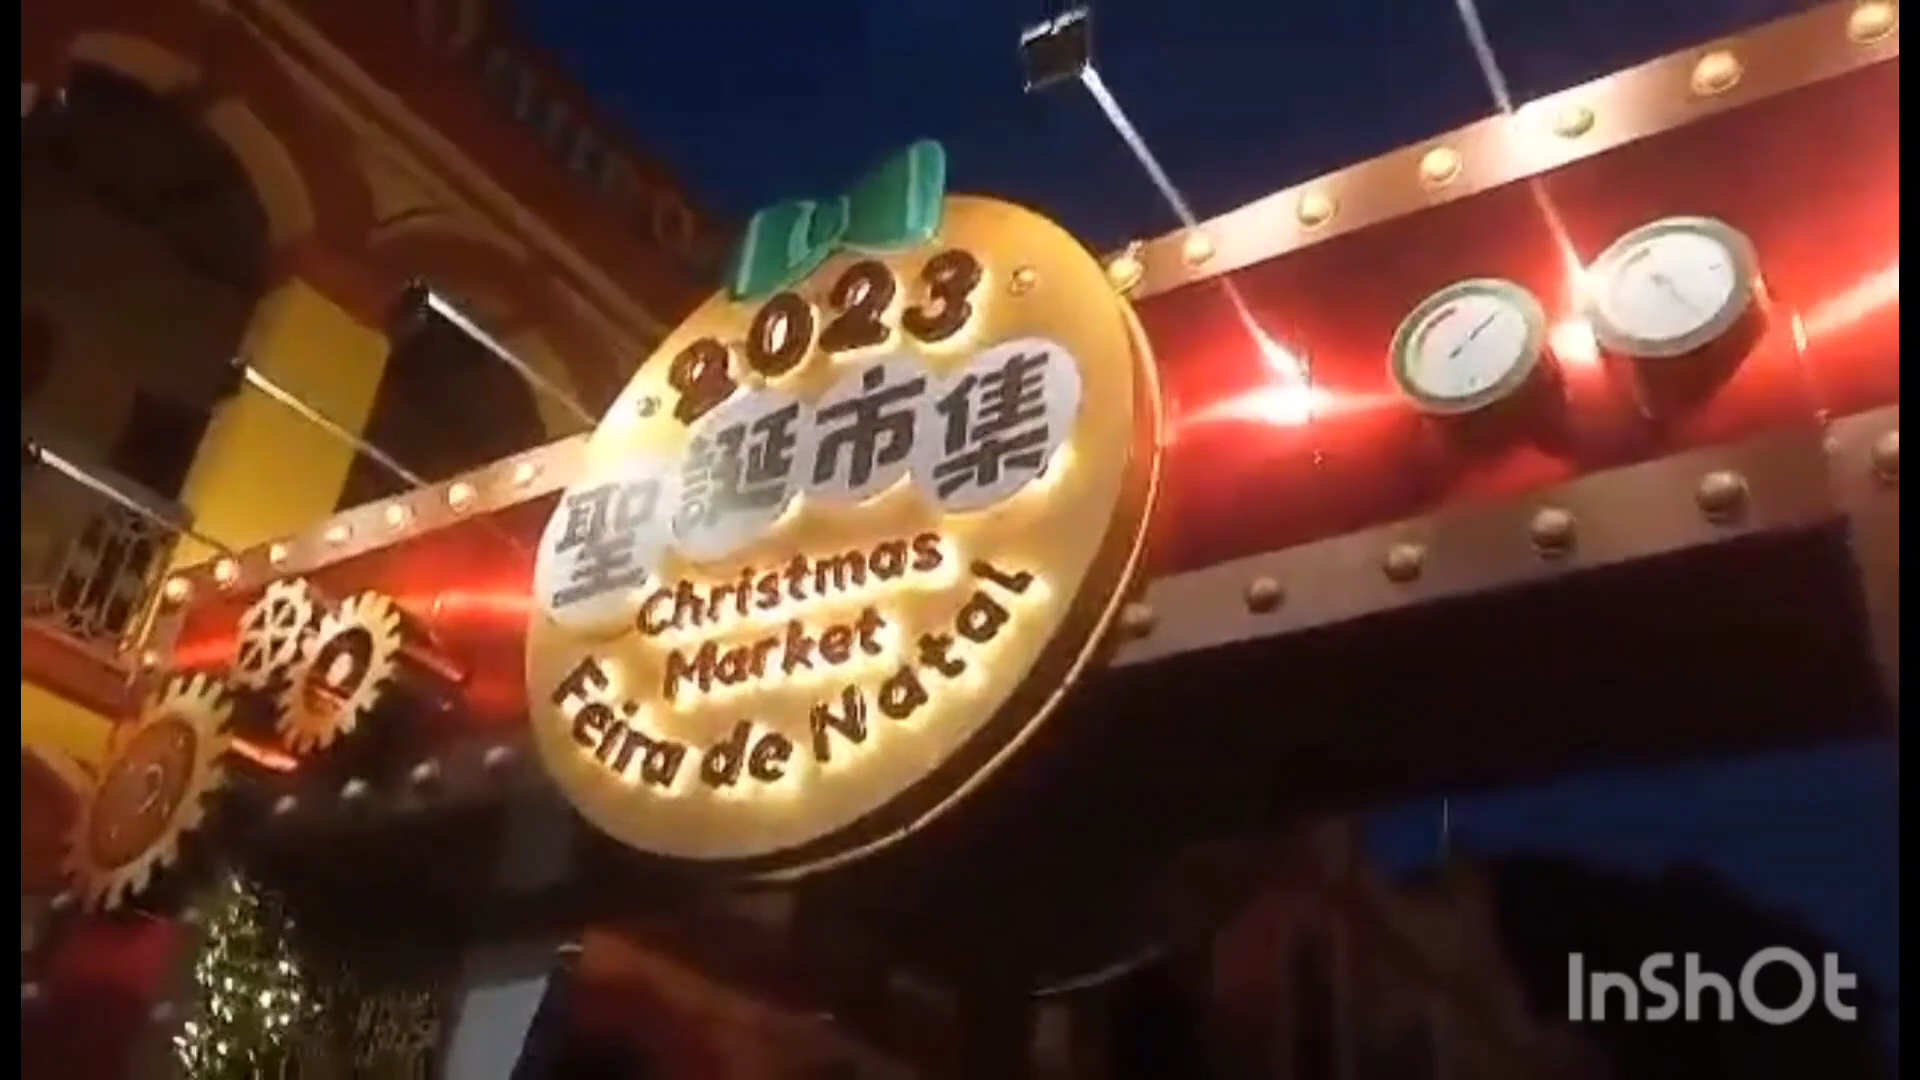 2023
聖誕市集
Christmas
Market
Feira de Natal
InShOt